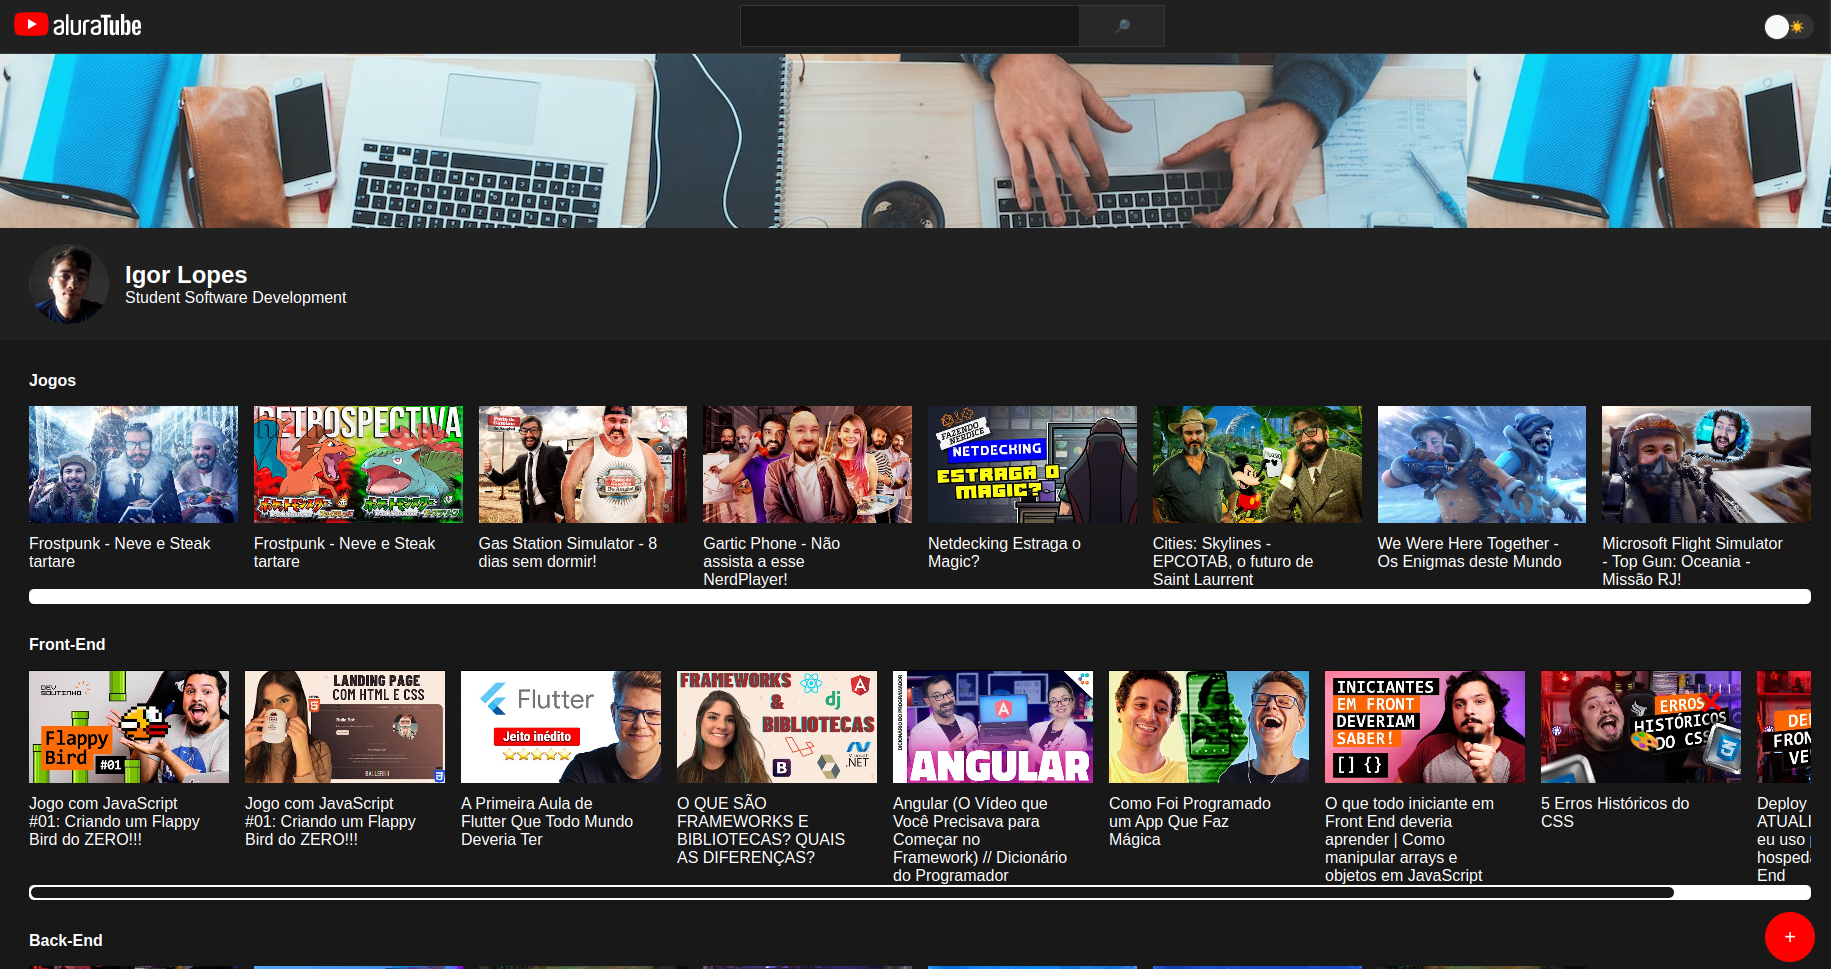 aluraTube
Igor Lopes
Student Software Development
Jogos
RETROSPECTIVA
FAZENDO
NERDICE
NETDECKING
ESTRAGA O
MAGIC?
Frostpunk - Neve e Steak
tartare
Frostpunk - Neve e Steak
tartare
Gas Station Simulator - 8
dias sem dormir!
Gartic Phone - Não
assista a esse
NerdPlayer!
Netdecking Estraga o
Magic?
Cities: Skylines -
EPCOTAB, o futuro de
Saint Laurrent
We Were Here Together -
Os Enigmas deste Mundo
Microsoft Flight Simulator
- Top Gun: Oceania -
Missão RJ!
Front-End
DEV
SOUTINHO
Flappy
Bird
#01
LANDING PAGE
COM HTML E CSS
BALLERINI
Flutter
Jeito inédito
FRAMEWORKS
&
BIBLIOTECAS
dj
B
.NET
DICIONÁRIO DO PROGRAMADOR
ANGULAR
INICIANTES
EM FRONT
DEVERIAM
SABER!
[] {}
ERROS
HISTÓRICOS
DO CSS
Jogo com JavaScript
#01: Criando um Flappy
Bird do ZERO!!!
Jogo com JavaScript
#01: Criando um Flappy
Bird do ZERO!!!
A Primeira Aula de
Flutter Que Todo Mundo
Deveria Ter
O QUE SÃO
FRAMEWORKS E
BIBLIOTECAS? QUAIS
AS DIFERENÇAS?
Angular (O Vídeo que
Você Precisava para
Começar no
Framework) // Dicionário
do Programador
Como Foi Programado
um App Que Faz
Mágica
O que todo iniciante em
Front End deveria
aprender | Como
manipular arrays e
objetos em JavaScript
5 Erros Históricos do
CSS
Deploy
ATUALI
eu uso
hosped
End
Back-End
+